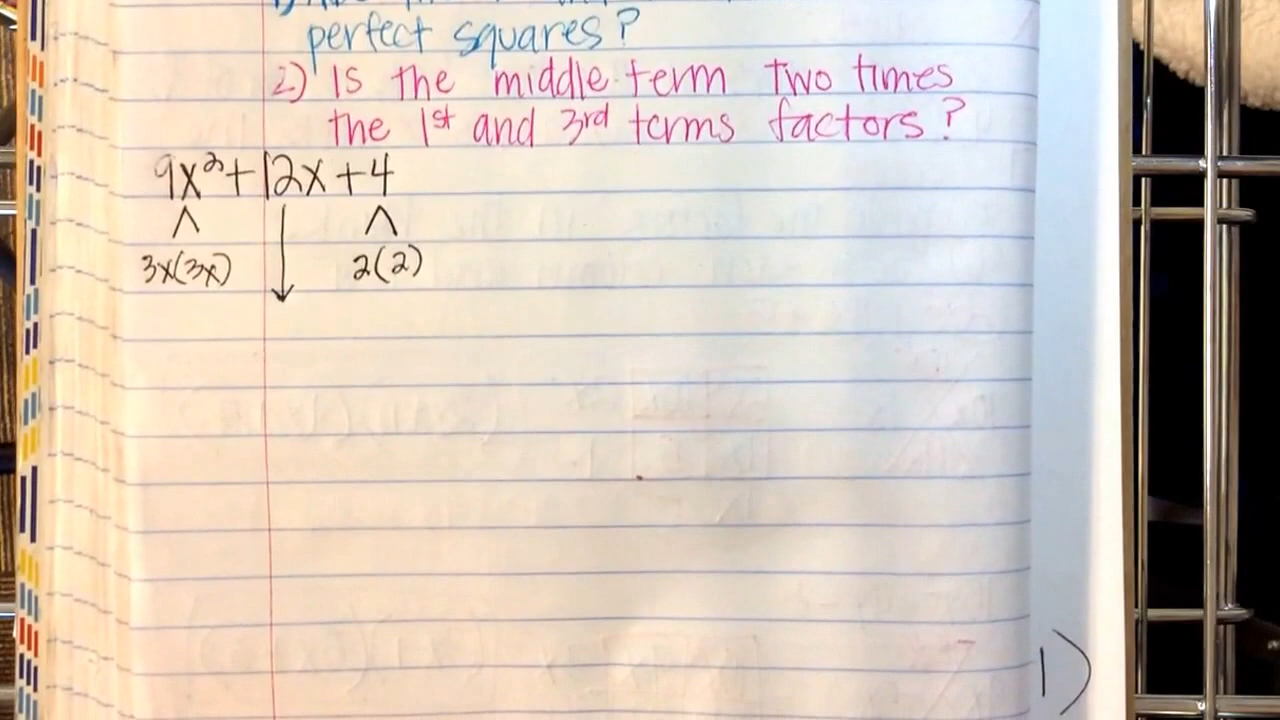 perfect squares?
2.) Is the middle term two times
the 1st and 3rd terms factors?
9x²+12x+4
3x(3x) 2(2)
1)